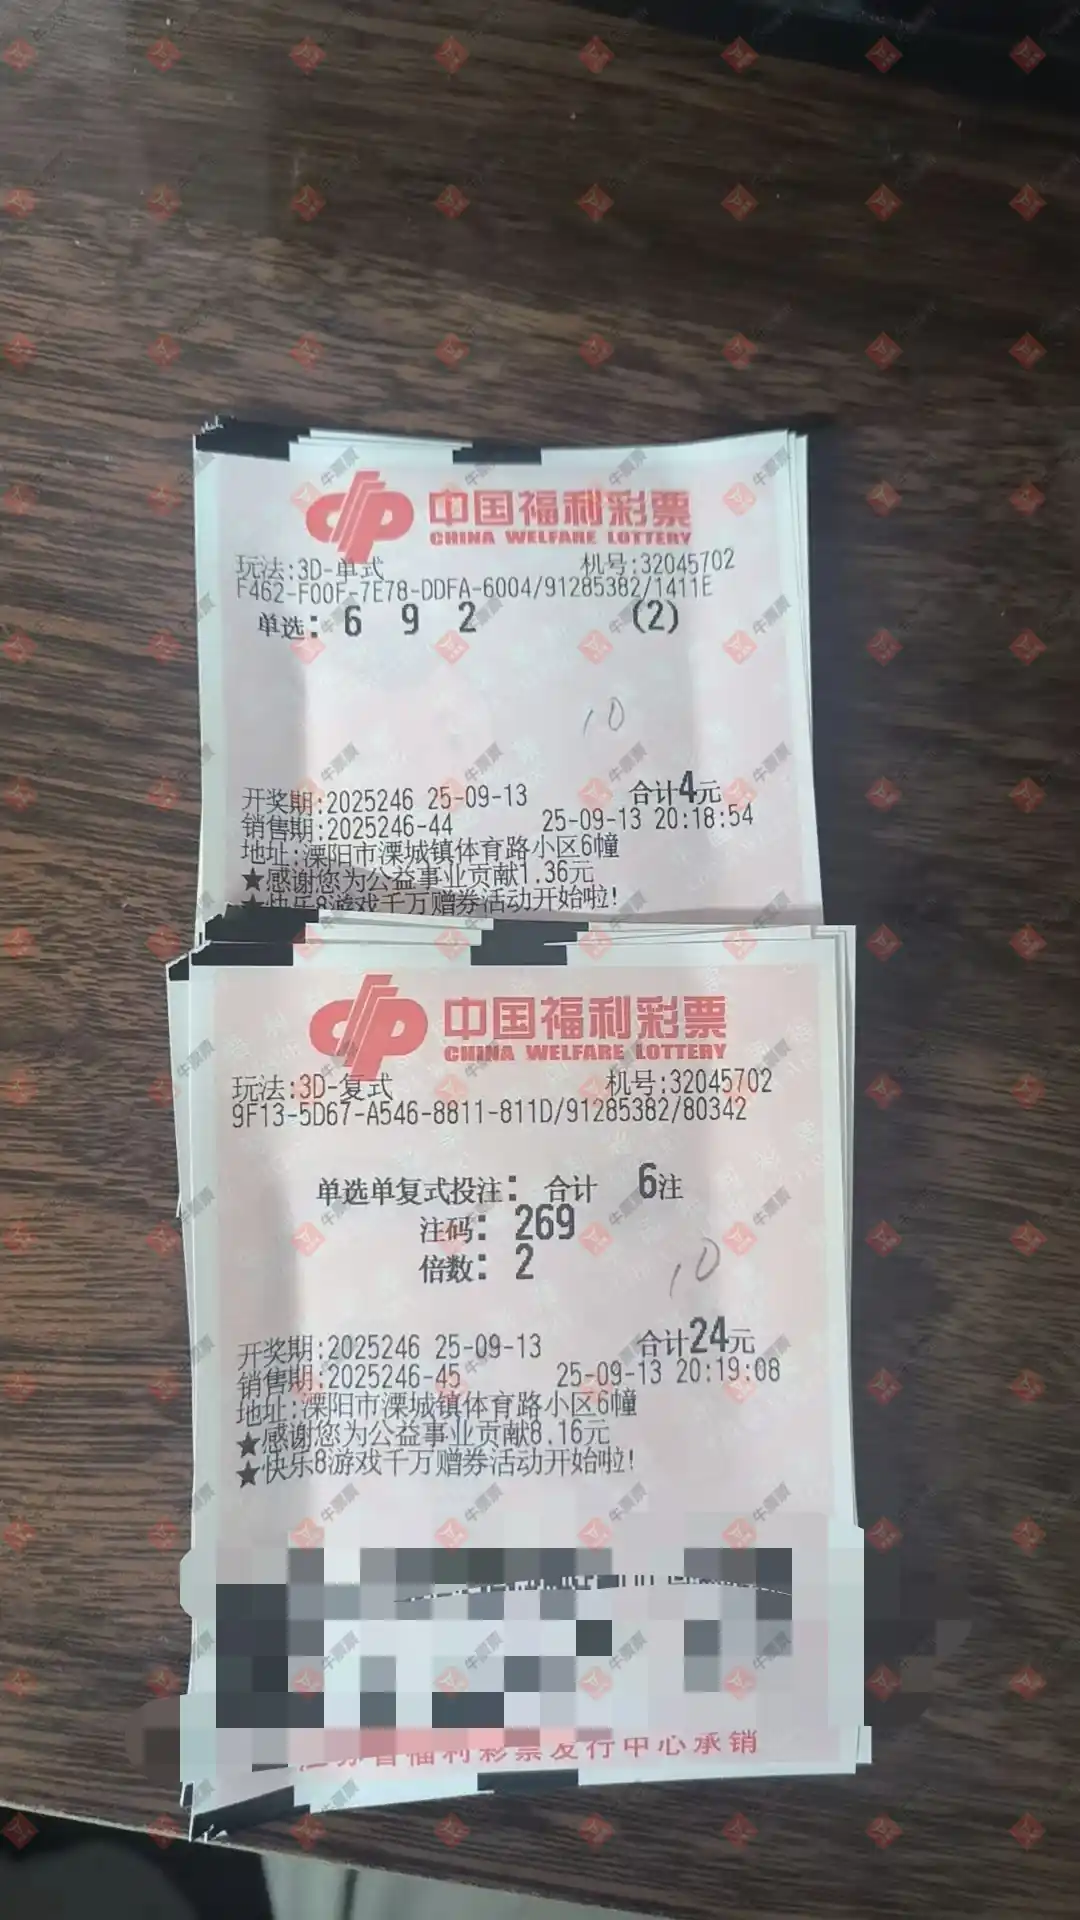 中国福利彩票
CHINA WELFARE LOTTERY
玩法:3D-单式 机号:32045702
F462-F00F-7E78-DDFA-6004/91285382/1411E
单选: 6 9 2 (2)
10
开奖期:2025246 25-09-13 合计4元
销售期:2025246-44 25-09-13 20:18:54
地址:溧阳市溧城镇体育路小区6幢
★感谢您为公益事业贡献1.36元
★快乐8游戏千万赠券活动开始啦!
中国福利彩票
CHINA WELFARE LOTTERY
玩法:3D-复式 机号:32045702
9F13-5D67-A546-8811-811D/91285382/80342
单选单复式投注: 合计 6注
注码: 269
倍数: 2
10
开奖期:2025246 25-09-13 合计24元
销售期:2025246-45 25-09-13 20:19:08
地址:溧阳市溧城镇体育路小区6幢
★感谢您为公益事业贡献8.16元
★快乐8游戏千万赠券活动开始啦!
省福利彩票发行中心承销
牛票票